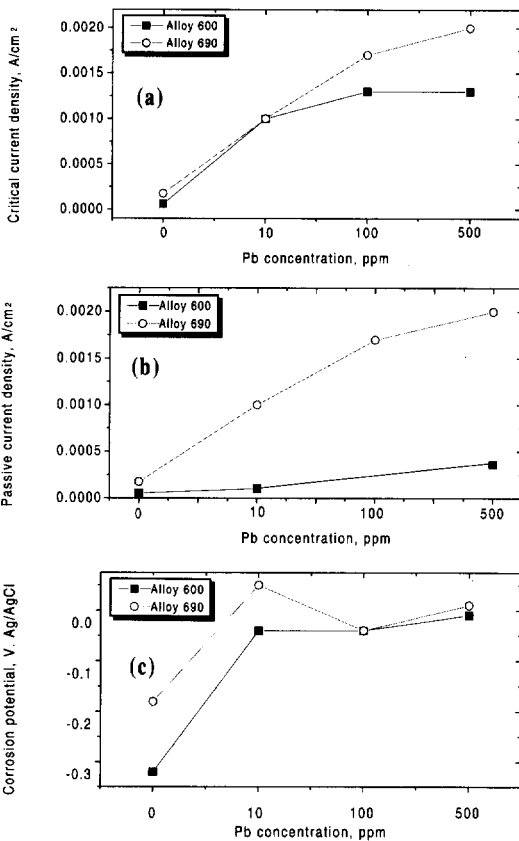 Critical current density, A/cm2
0.0020
0.0015
0.0010
0.0005
0.0000
Alloy 600
Alloy 690
(a)
0
10
100
500
Pb concentration, ppm
Passive current density, A/cm2
0.0020
0.0015
0.0010
0.0005
0.0000
Alloy 600
Alloy 690
(b)
0
10
100
500
Pb concentration, ppm
Corrosion potential, V. Ag/AgCl
0.0
-0.1
-0.2
-0.3
Alloy 600
Alloy 690
(c)
0
10
100
500
Pb concentration, ppm